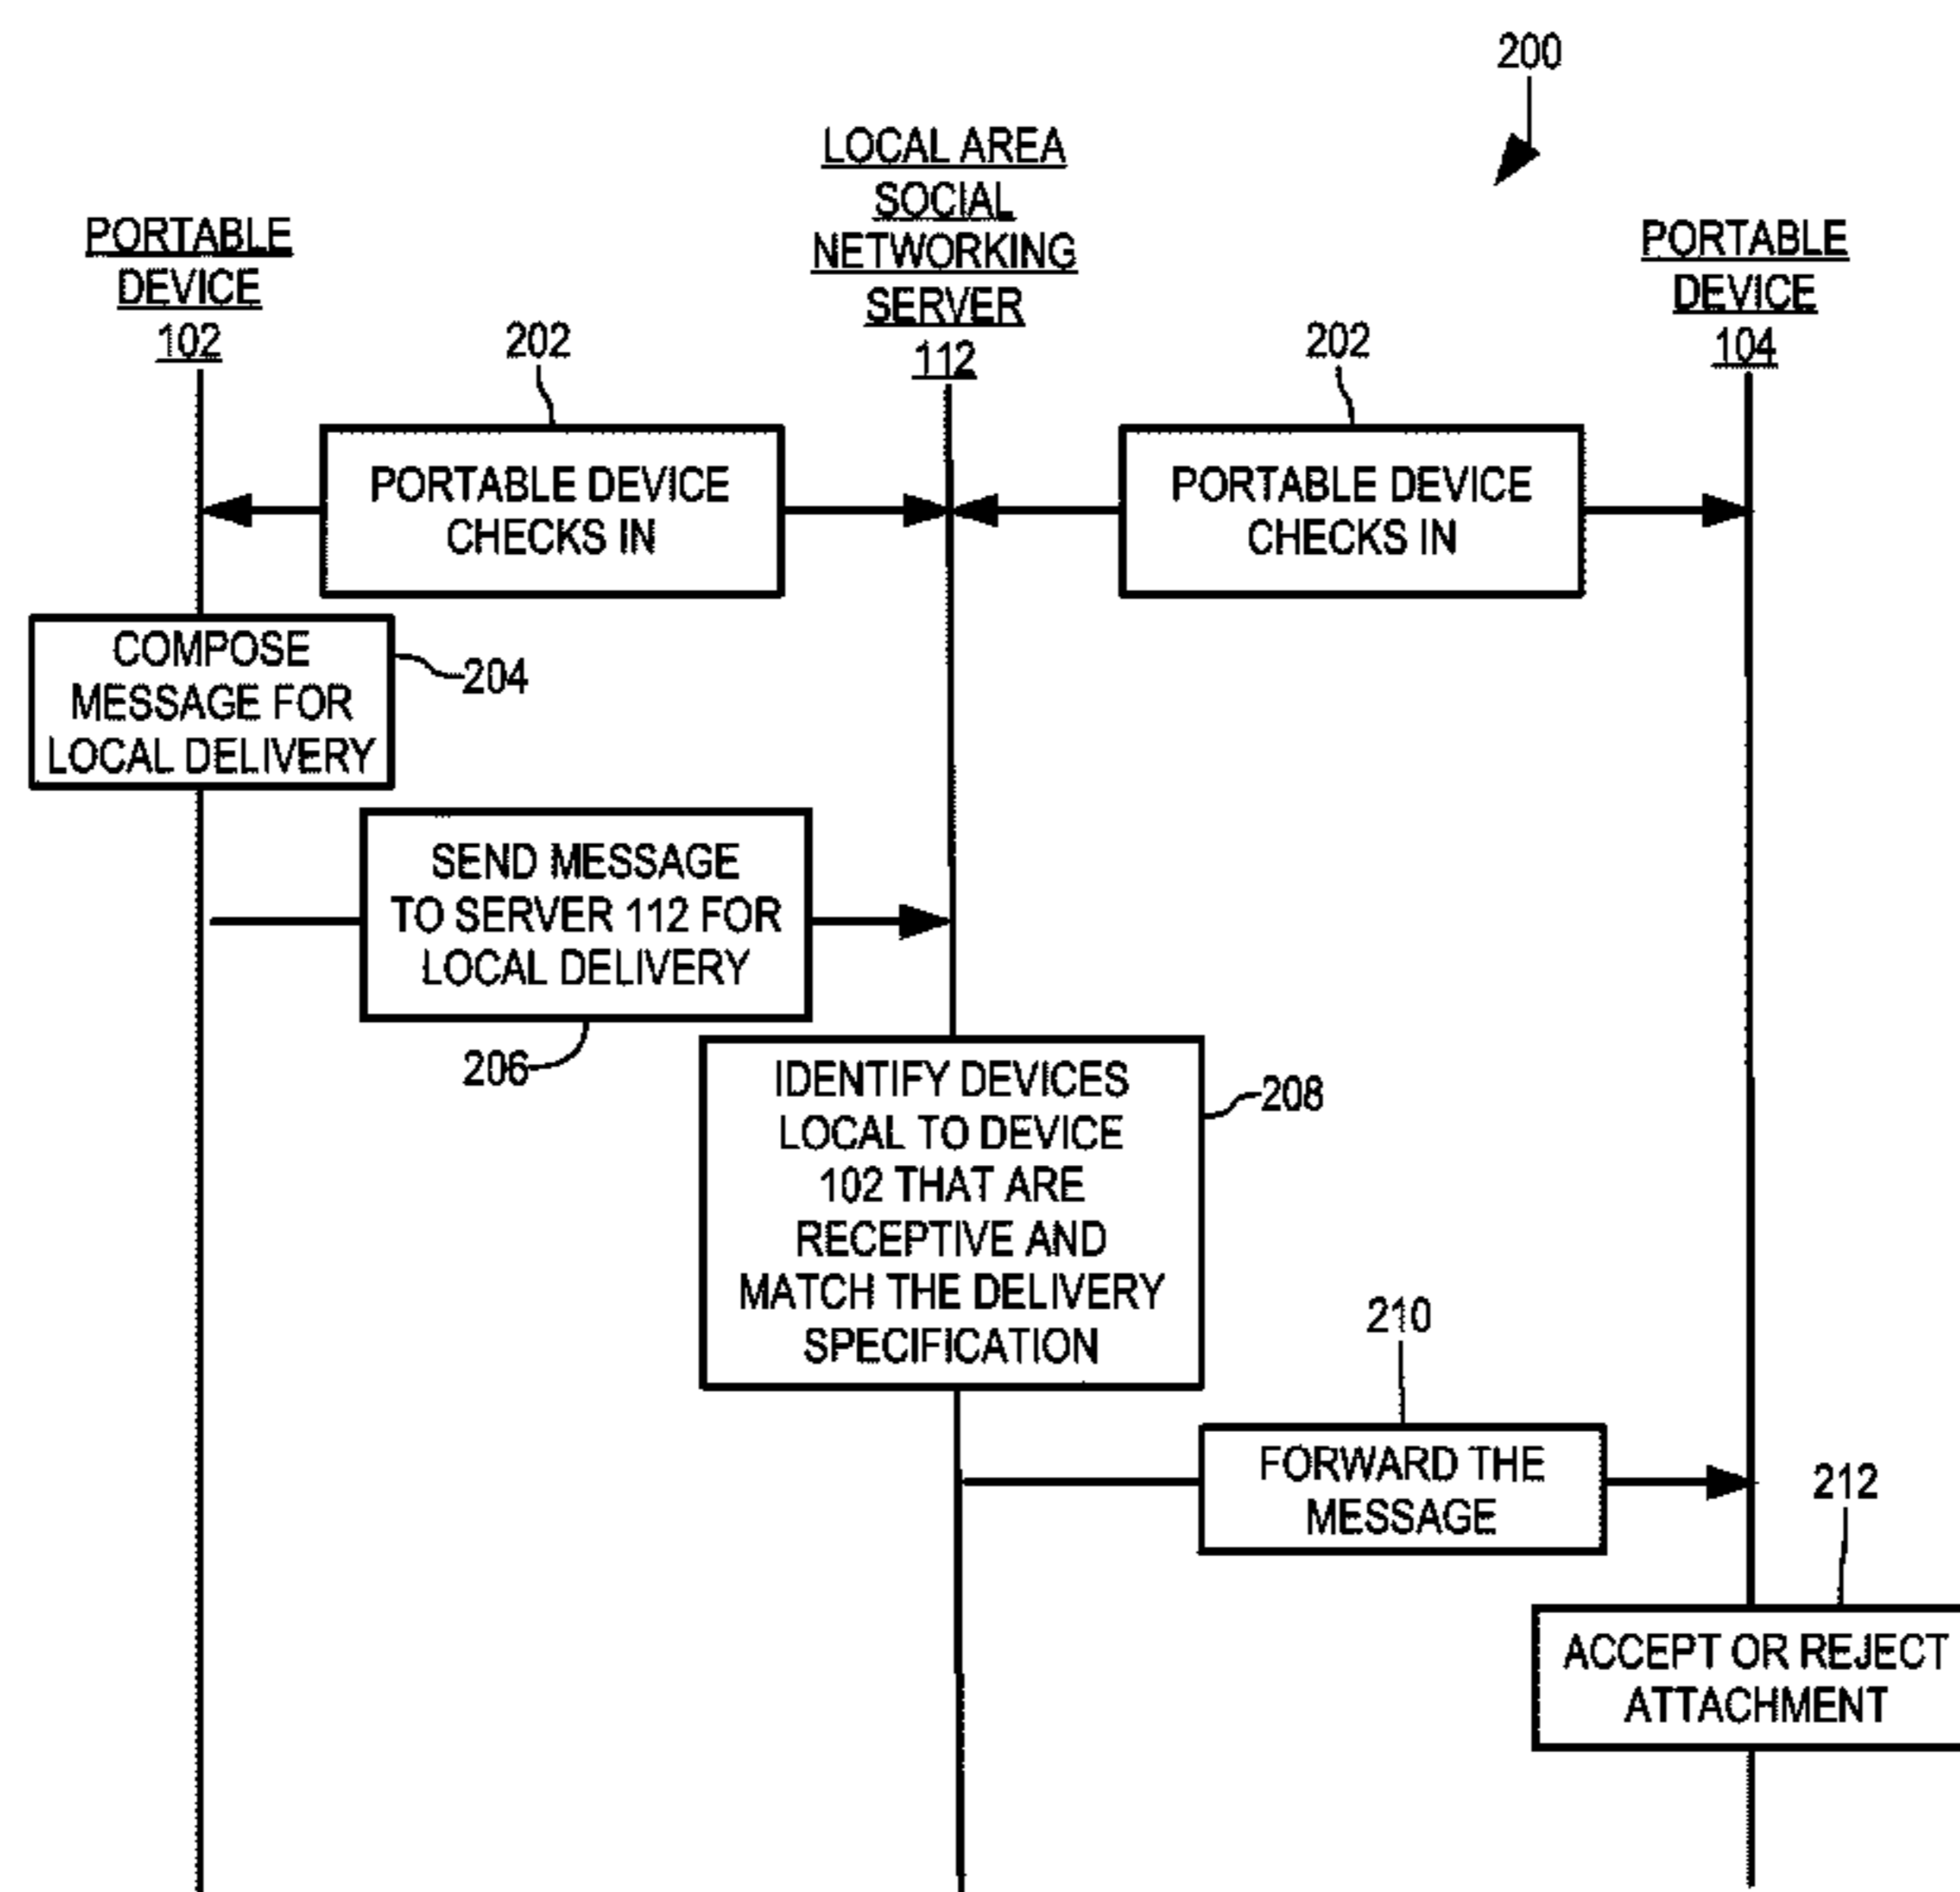 200
LOCAL AREA
SOCIAL
NETWORKING
SERVER
112
PORTABLE
DEVICE
102
PORTABLE
DEVICE
104
202
202
PORTABLE DEVICE
CHECKS IN
PORTABLE DEVICE
CHECKS IN
COMPOSE
MESSAGE FOR
LOCAL DELIVERY
204
SEND MESSAGE
TO SERVER 112 FOR
LOCAL DELIVERY
206
IDENTIFY DEVICES
LOCAL TO DEVICE
102 THAT ARE
RECEPTIVE AND
MATCH THE DELIVERY
SPECIFICATION
208
210
FORWARD THE
MESSAGE
212
ACCEPT OR REJECT
ATTACHMENT